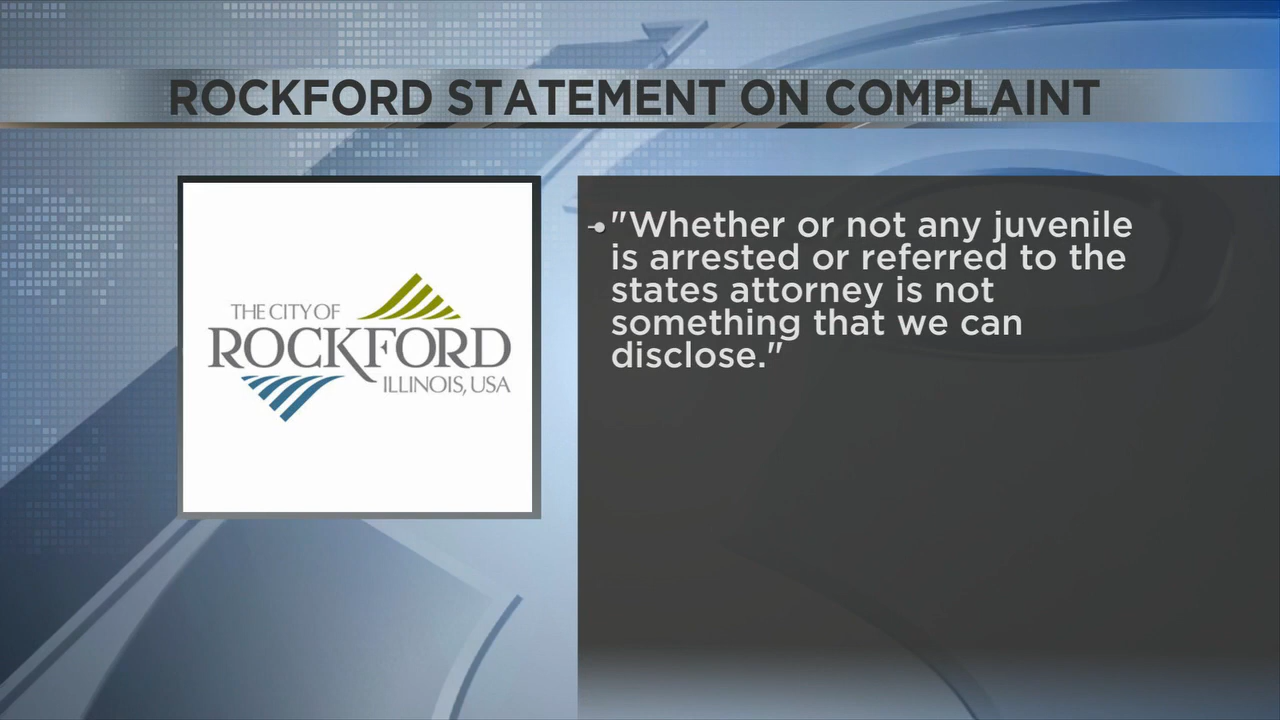 ROCKFORD STATEMENT ON COMPLAINT
THE CITY OF
ROCKFORD
ILLINOIS, USA
"Whether or not any juvenile
is arrested or referred to the
states attorney is not
something that we can
disclose."